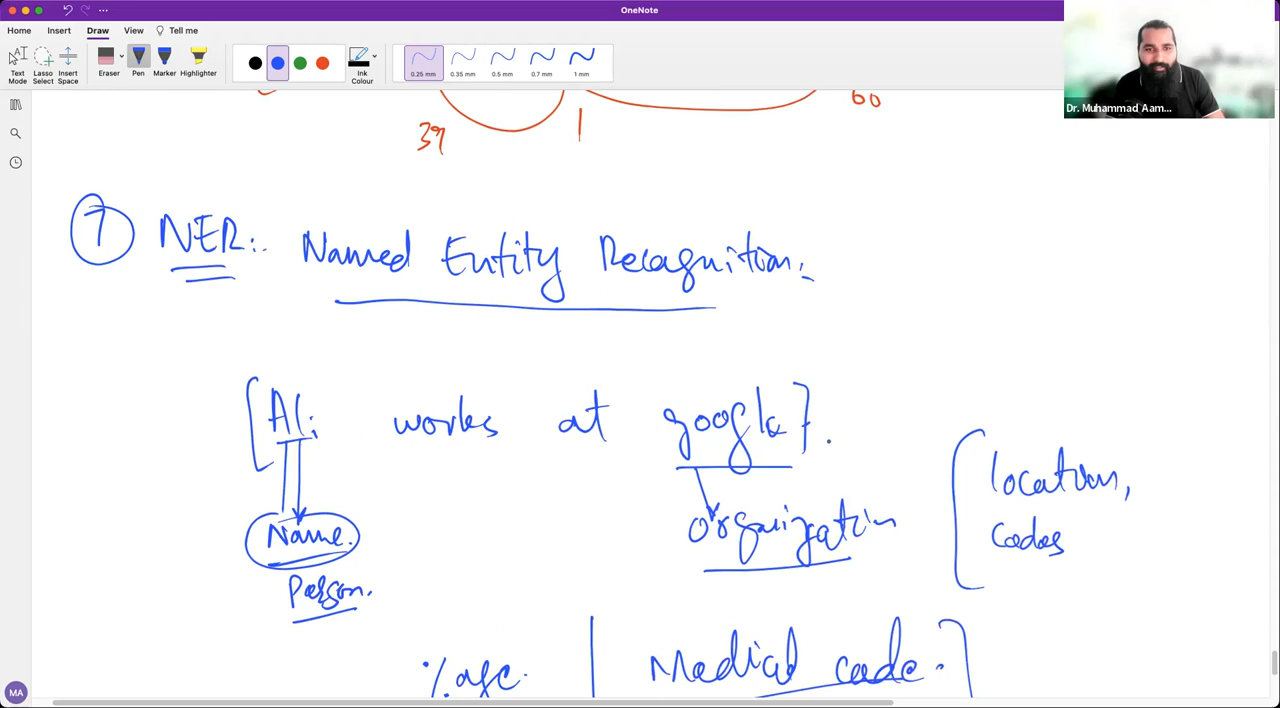 OneNote
Home Insert Draw View Tell me
Text Mode Lasso Select Insert Space Eraser Pen Marker Highlighter 0.25 mm 0.35 mm 0.5 mm 0.7 mm 1 mm Ink Colour
Dr. Muhammad Aam...
39 1 60
7 NER:- Named Entity Recognition:
[Ali works at google}.
Name. organization location,
codes
Person.
%age. | Medical code.]
MA